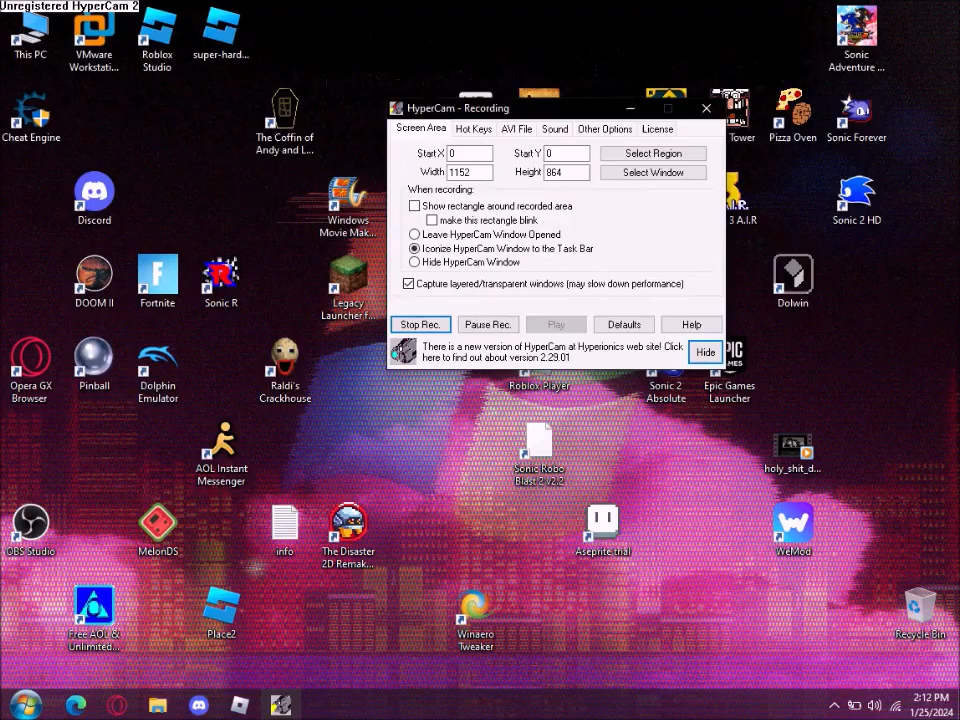 Unregistered HyperCam 2
This PC
VMware
Workstati...
Roblox
Studio
super-hard...
Sonic
Adventure ...
Cheat Engine
The Coffin of
Andy and L...
Tower
Pizza Oven
Sonic Forever
HyperCam - Recording
Screen Area
Hot Keys
AVI File
Sound
Other Options
License
Start X
0
Start Y
0
Select Region
Width
1152
Height
864
Select Window
When recording:
Show rectangle around recorded area
make this rectangle blink
Leave HyperCam Window Opened
Iconize HyperCam Window to the Task Bar
Hide HyperCam Window
Capture layered/transparent windows (may slow down performance)
Stop Rec.
Pause Rec.
Play
Defaults
Help
There is a new version of HyperCam at Hyperionics web site! Click
here to find out about version 2.29.01
Hide
Discord
Windows
Movie Mak...
3 A.I.R
Sonic 2 HD
DOOM II
Fortnite
Sonic R
Legacy
Launcher f...
Dolwin
Opera GX
Browser
Pinball
Dolphin
Emulator
Raldi's
Crackhouse
Roblox Player
Sonic 2
Absolute
EPIC
GAMES
Epic Games
Launcher
AOL Instant
Messenger
Sonic Robo
Blast 2 v2.2
holy_shit_d...
OBS Studio
MelonDS
info
The Disaster
2D Remak...
Aseprite trial
WeMod
Free AOL &
Unlimited...
Place2
Winaero
Tweaker
Recycle Bin
2:12 PM
1/25/2024